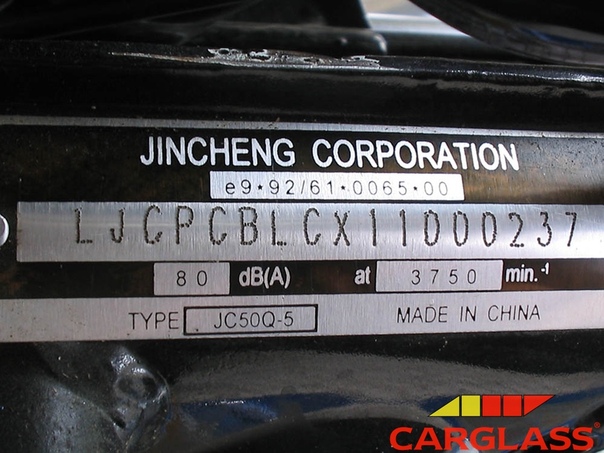 JINCHENG CORPORATION
e9*92/61*0065*00
LJCPCBLCX11000237
80 dB(A) at 3750 min.-1
TYPE JC50Q-5 MADE IN CHINA
CARGLASS®